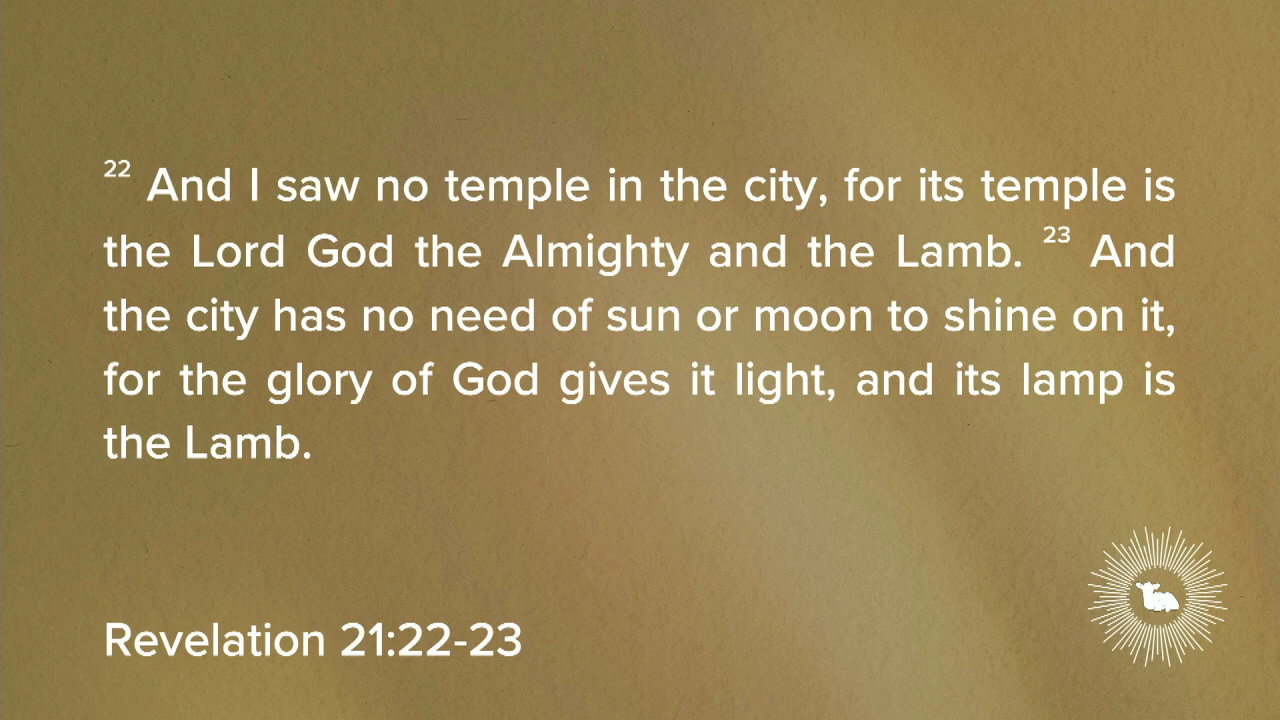 22 And I saw no temple in the city, for its temple is
the Lord God the Almighty and the Lamb. 23 And
the city has no need of sun or moon to shine on it,
for the glory of God gives it light, and its lamp is
the Lamb.
Revelation 21:22-23